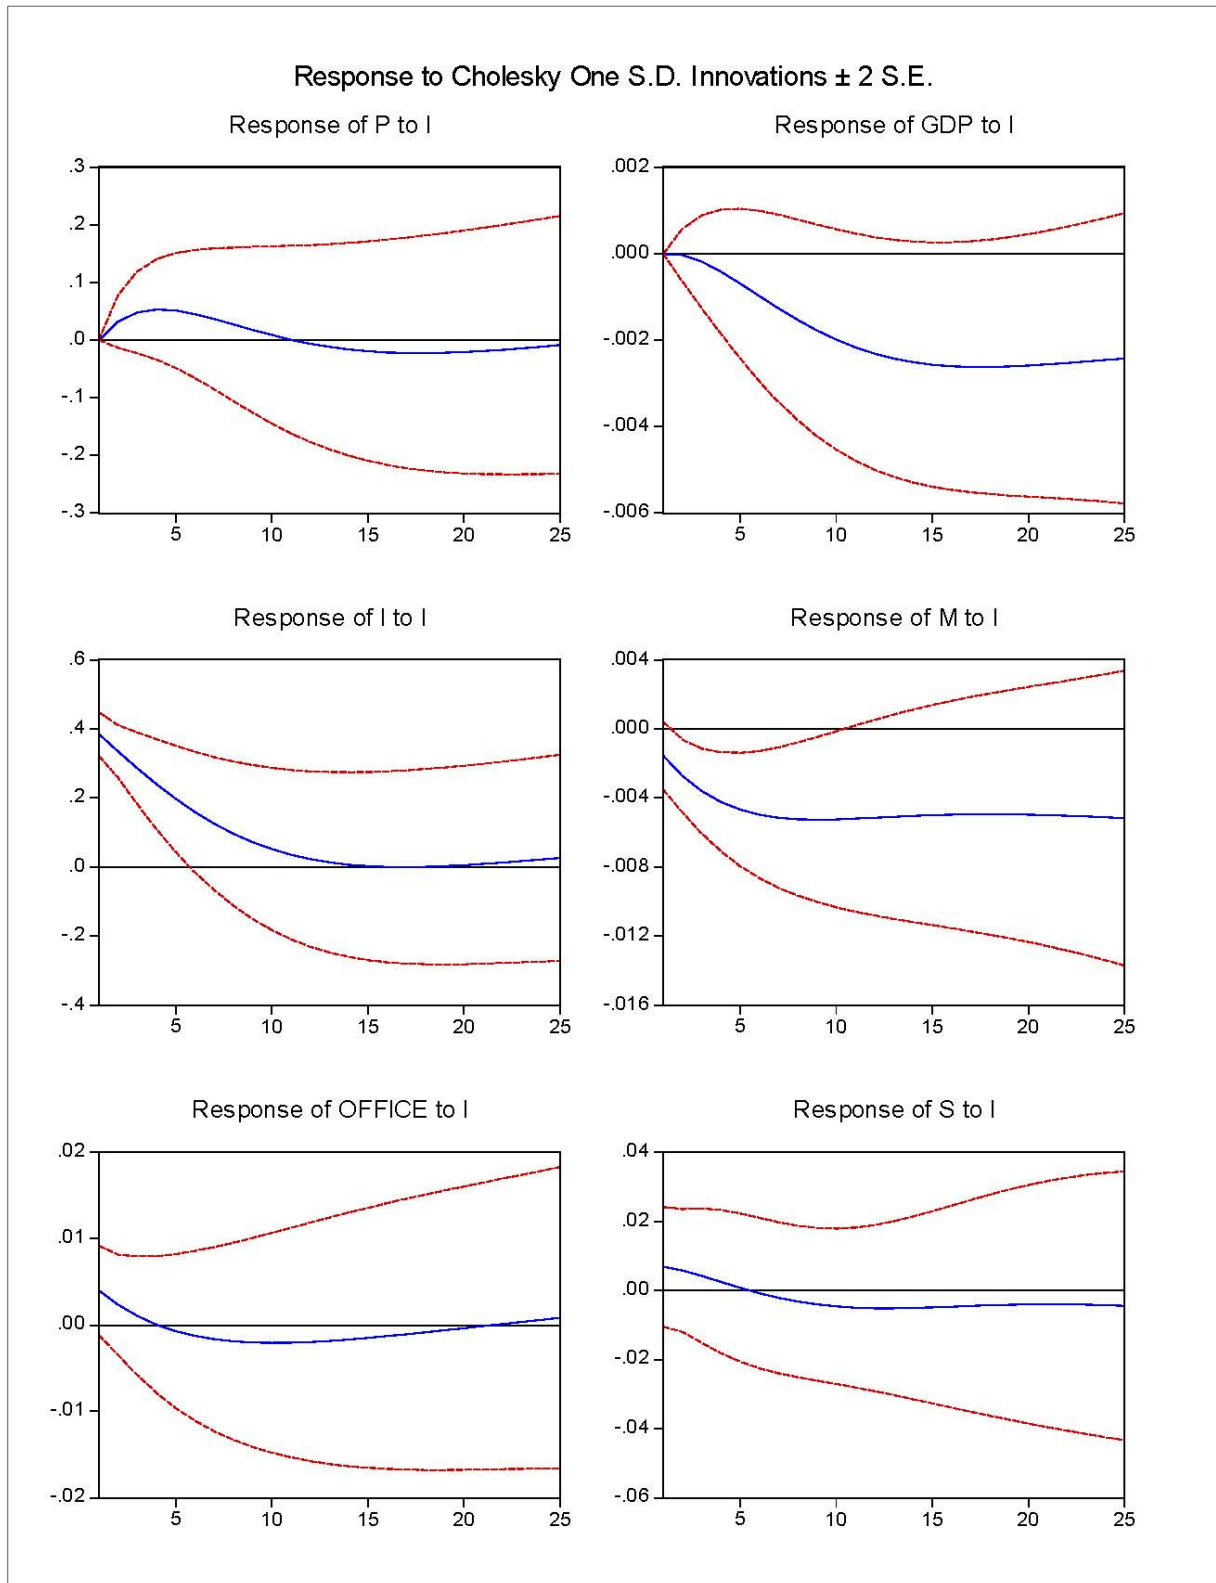 Response to Cholesky One S.D. Innovations ± 2 S.E.
Response of P to I
.3
.2
.1
.0
-.1
-.2
-.3
5 10 15 20 25
Response of GDP to I
.002
.000
-.002
-.004
-.006
5 10 15 20 25
Response of I to I
.6
.4
.2
.0
-.2
-.4
5 10 15 20 25
Response of M to I
.004
.000
-.004
-.008
-.012
-.016
5 10 15 20 25
Response of OFFICE to I
.02
.01
.00
-.01
-.02
5 10 15 20 25
Response of S to I
.04
.02
.00
-.02
-.04
-.06
5 10 15 20 25